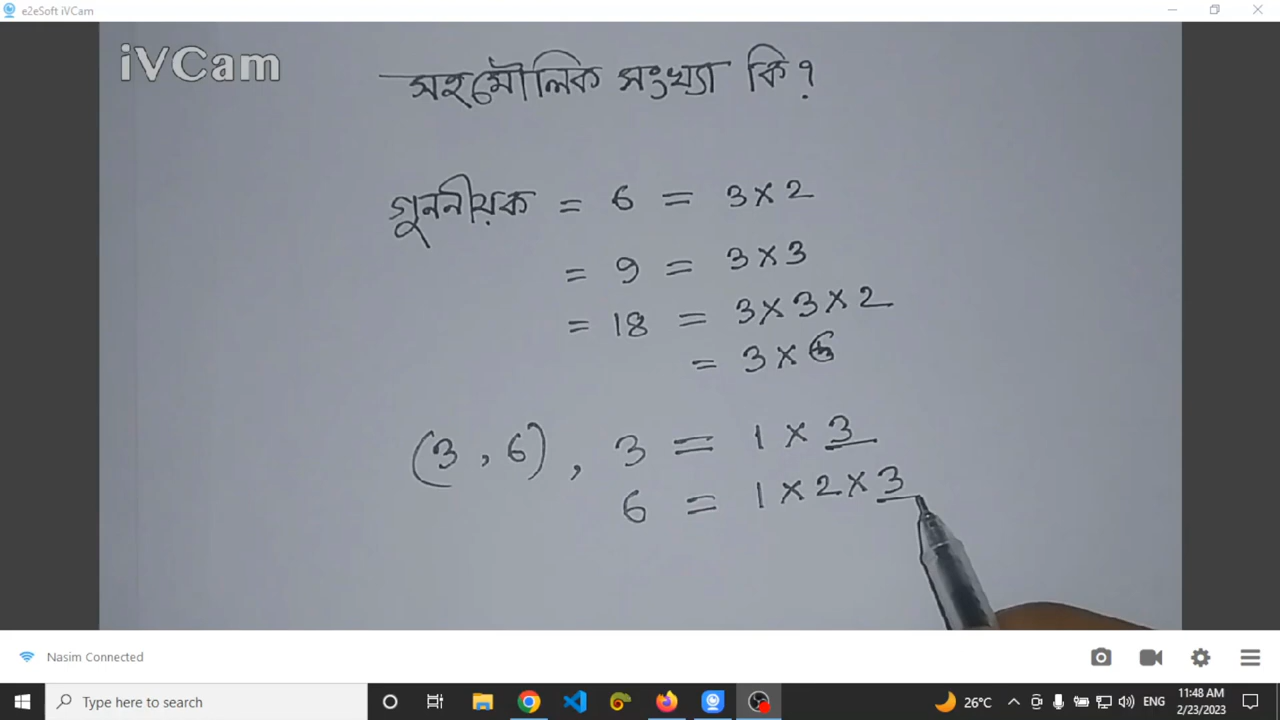 e2eSoft iVCam
iVCam
সহমৌলিক সংখ্যা কি?
গুননীয়ক = 6 = 3×2
= 9 = 3×3
= 18 = 3×3×2
= 3×6
(3, 6), 3 = 1 × 3
6 = 1×2×3
Nasim Connected
Type here to search
26°C
ENG
11:48 AM
2/23/2023